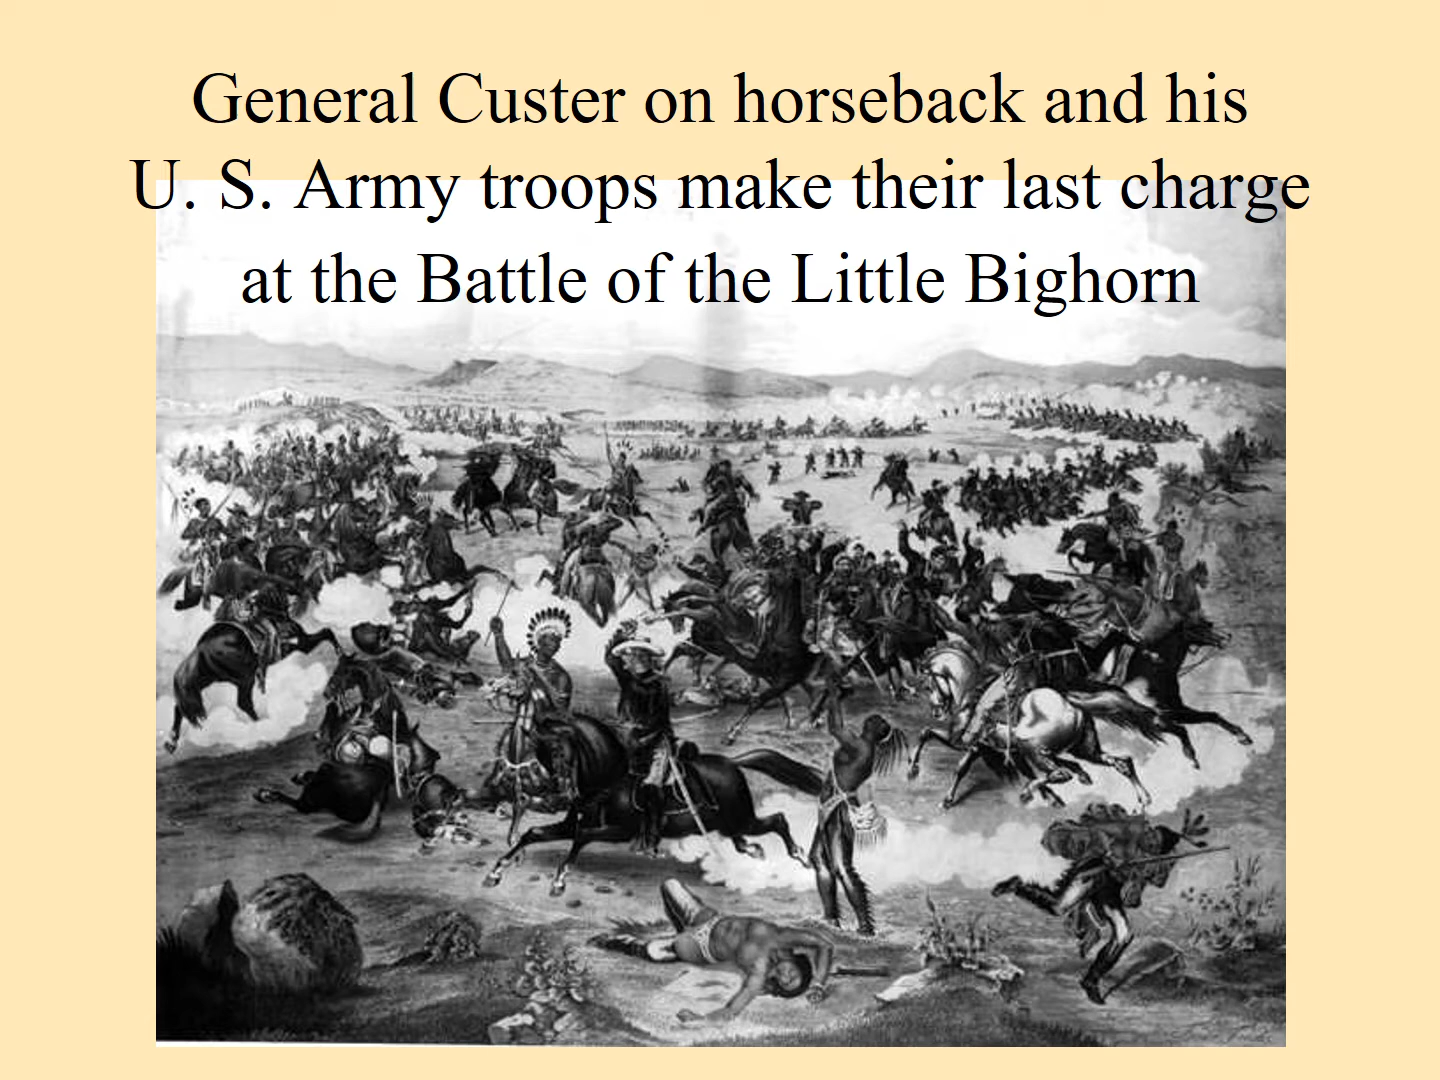 General Custer on horseback and his
U. S. Army troops make their last charge
at the Battle of the Little Bighorn